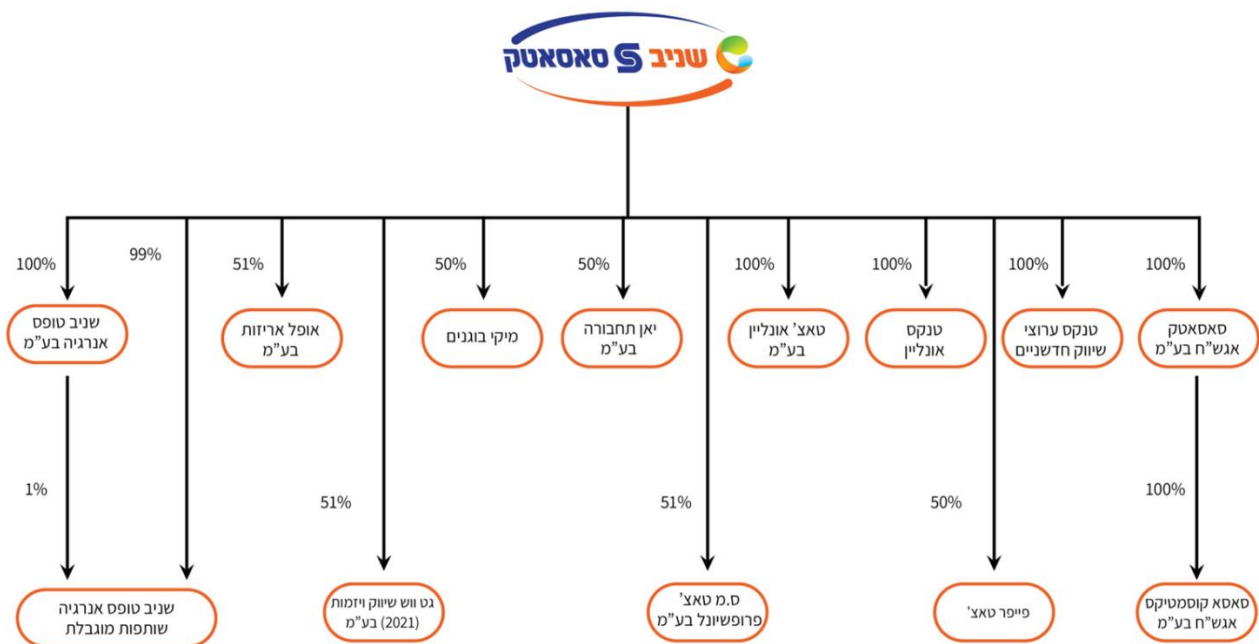 שניב S סאסאטק
100%
99%
51%
50%
50%
100%
100%
100%
100%
שניב טופס
אנרגיה בע"מ
אופל אריזות
בע"מ
מיקי בוגנים
יאן תחבורה
בע"מ
טאצ' אונליין
בע"מ
טנקס
אונליין
טנקס ערוצי
שיווק חדשניים
סאסאטק
אגש"ח בע"מ
1%
51%
51%
50%
100%
שניב טופס אנרגיה
שותפות מוגבלת
גט ווש שיווק ויזמות
(2021) בע"מ
ס.מ טאצ'
פרופשיונל בע"מ
פייפר טאצ'
סאסא קוסמטיקס
אגש"ח בע"מ